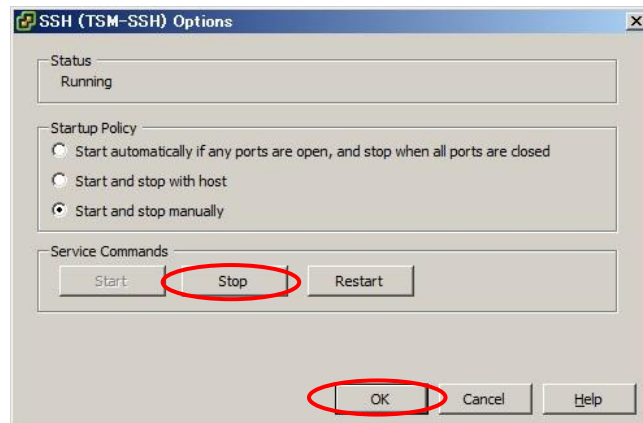 SSH (TSM-SSH) Options
Status
Running
Startup Policy
Start automatically if any ports are open, and stop when all ports are closed
Start and stop with host
Start and stop manually
Service Commands
Start Stop Restart
OK Cancel Help